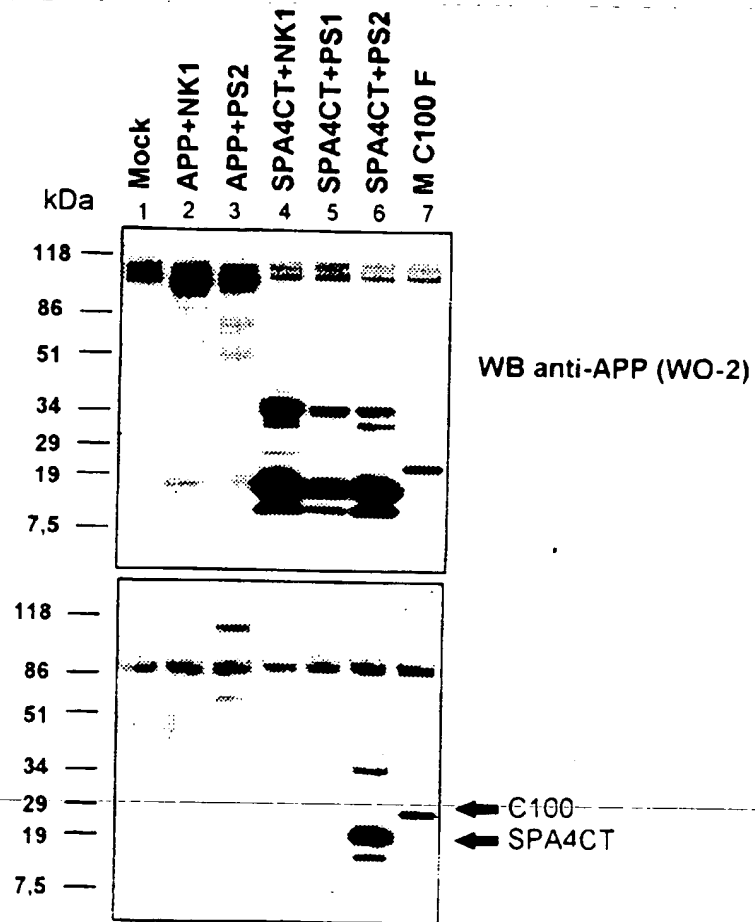 Mock
APP+NK1
APP+PS2
SPA4CT+NK1
SPA4CT+PS1
SPA4CT+PS2
M C100 F
kDa
1 2 3 4 5 6 7
118
86
51
34
29
19
7,5
WB anti-APP (WO-2)
118
86
51
34
29
19
7,5
C100
SPA4CT